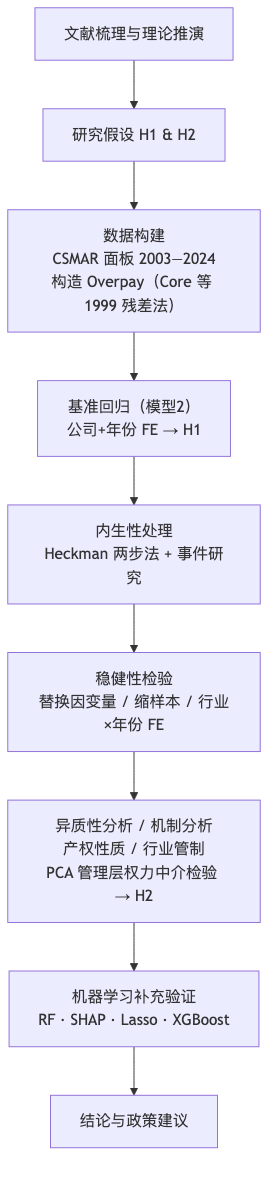 文献梳理与理论推演
研究假设 H1 & H2
数据构建
CSMAR 面板 2003—2024
构造 Overpay（Core 等
1999 残差法）
基准回归（模型2）
公司+年份 FE → H1
内生性处理
Heckman 两步法 + 事件研
究
稳健性检验
替换因变量 / 缩样本 / 行业
×年份 FE
异质性分析 / 机制分析
产权性质 / 行业管制
PCA 管理层权力中介检验
→ H2
机器学习补充验证
RF · SHAP · Lasso · XGBoost
结论与政策建议